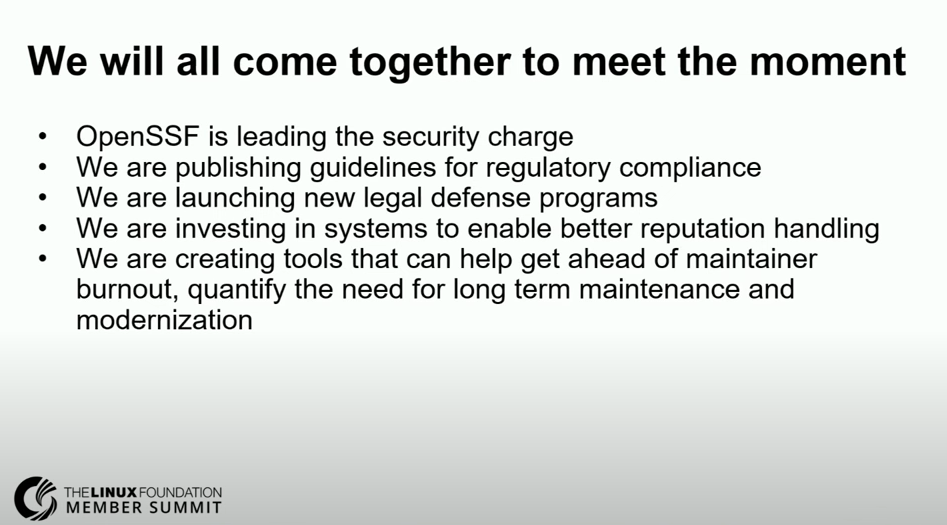 We will all come together to meet the moment
• OpenSSF is leading the security charge
• We are publishing guidelines for regulatory compliance
• We are launching new legal defense programs
• We are investing in systems to enable better reputation handling
• We are creating tools that can help get ahead of maintainer
burnout, quantify the need for long term maintenance and
modernization
THE LINUX FOUNDATION
MEMBER SUMMIT